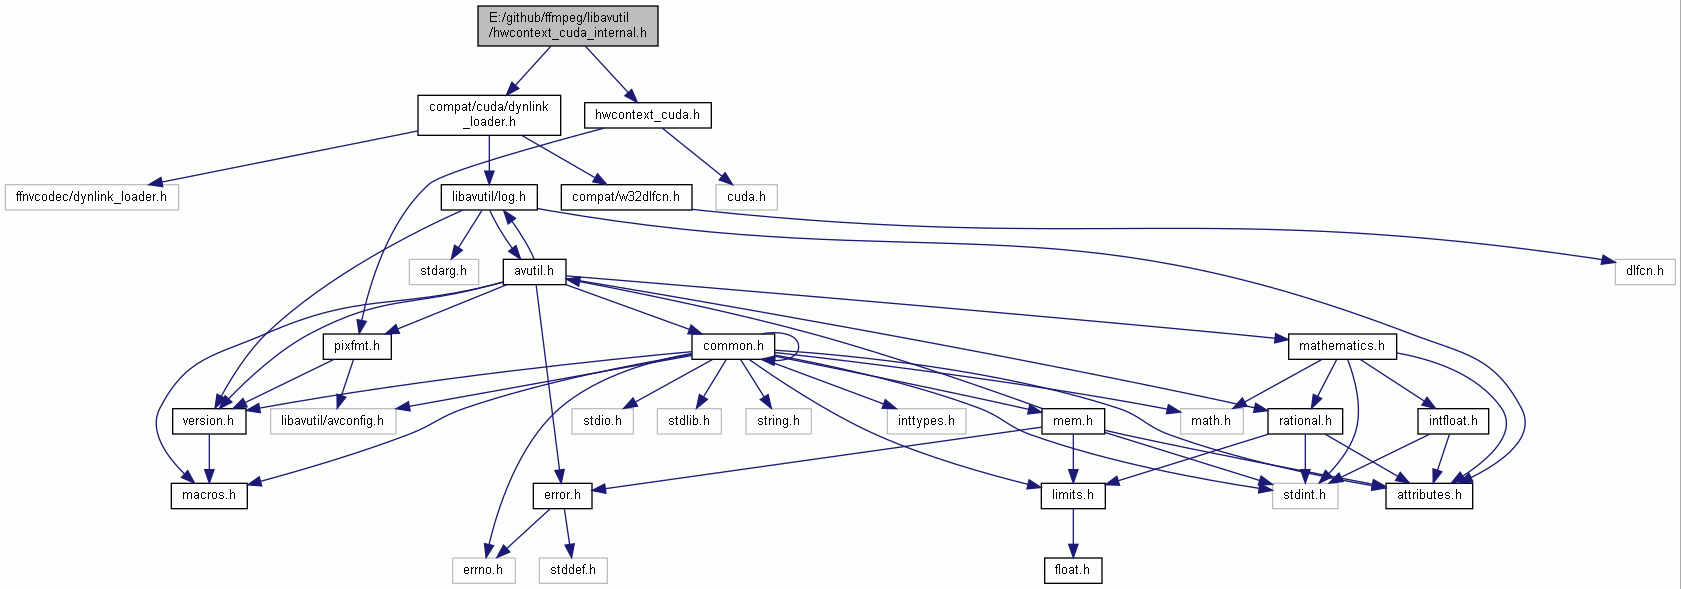 E:/github/ffmpeg/libavutil
/hwcontext_cuda_internal.h
compat/cuda/dynlink
_loader.h
hwcontext_cuda.h
ffnvcodec/dynlink_loader.h
libavutil/log.h
compat/w32dlfcn.h
cuda.h
stdarg.h
avutil.h
dlfcn.h
pixfmt.h
common.h
mathematics.h
version.h
libavutil/avconfig.h
stdio.h
stdlib.h
string.h
inttypes.h
mem.h
math.h
rational.h
intfloat.h
macros.h
error.h
limits.h
stdint.h
attributes.h
errno.h
stddef.h
float.h